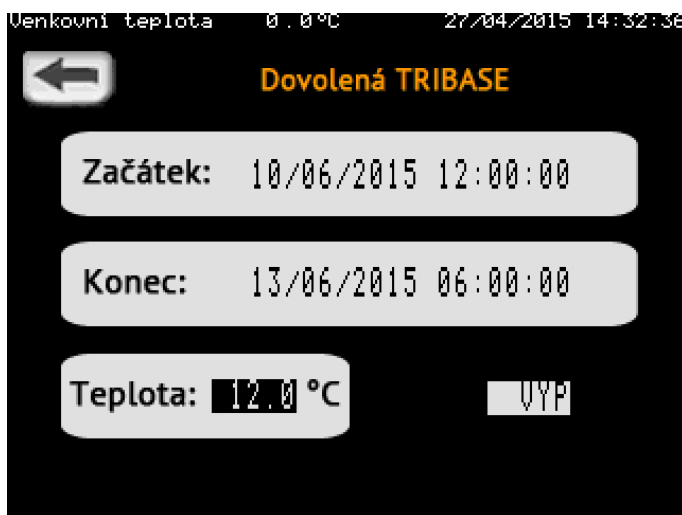 Venkovní teplota 0.0°C 27/04/2015 14:32:36
Dovolená TRIBASE
Začátek: 10/06/2015 12:00:00
Konec: 13/06/2015 06:00:00
Teplota: 12.0 °C VYP